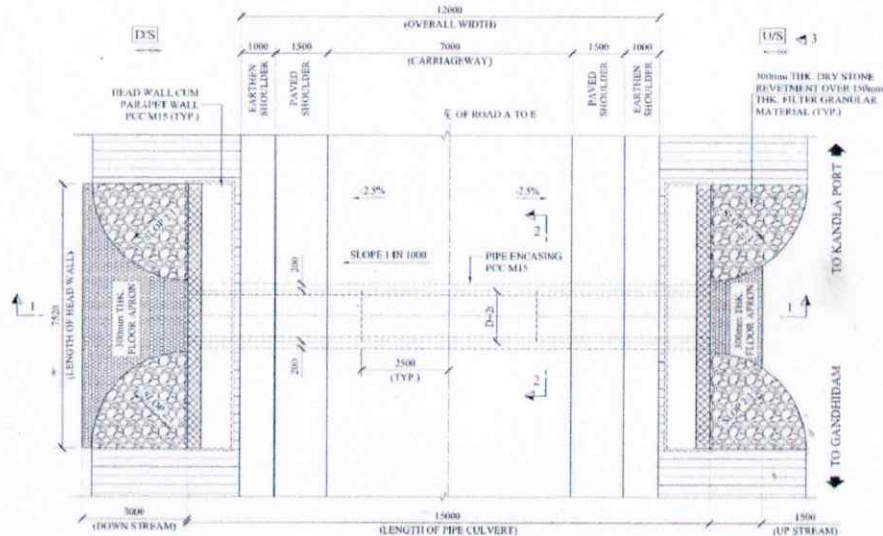 12000
(OVERALL WIDTH)
D/S
U/S
3
1000
1500
7000
1500
1000
(CARRIAGEWAY)
EARTHEN
SHOULDER
PAVED
SHOULDER
PAVED
SHOULDER
EARTHEN
SHOULDER
HEAD WALL CUM
PARAPET WALL
PCC M15 (TYP.)
300mm THK. DRY STONE
REVETMENT OVER 150mm
THK. FILTER GRANULAR
MATERIAL (TYP.)
℄ OF ROAD A TO E
TO KANDLA PORT
-2.5%
-2.5%
2
SLOPE 1 IN 1000
PIPE ENCASING
PCC M15
200
1
7520
(LENGTH OF HEAD WALL)
300mm THK.
FLOOR APRON
D+2t
300mm THK.
FLOOR APRON
1
200
2500
(TYP.)
2
SLOP 2:1
TO GANDHIDAM
3000
(DOWN STREAM)
15000
(LENGTH OF PIPE CULVERT)
1500
(UP STREAM)